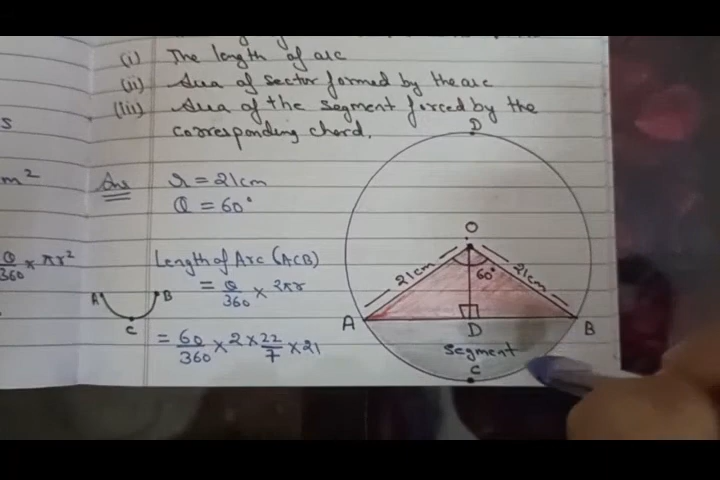 (i) The length of arc
(ii) Area of sector formed by the arc
(iii) Area of the segment forced by the
corresponding chord.
s
m²
θ/360 × πr²
Ans r = 21cm
θ = 60°
Length of Arc (ACB)
= θ/360 × 2πr
A B
C
= 60/360 × 2 × 22/7 × 21
D
O
21cm 60° 21cm
A D B
Segment
C